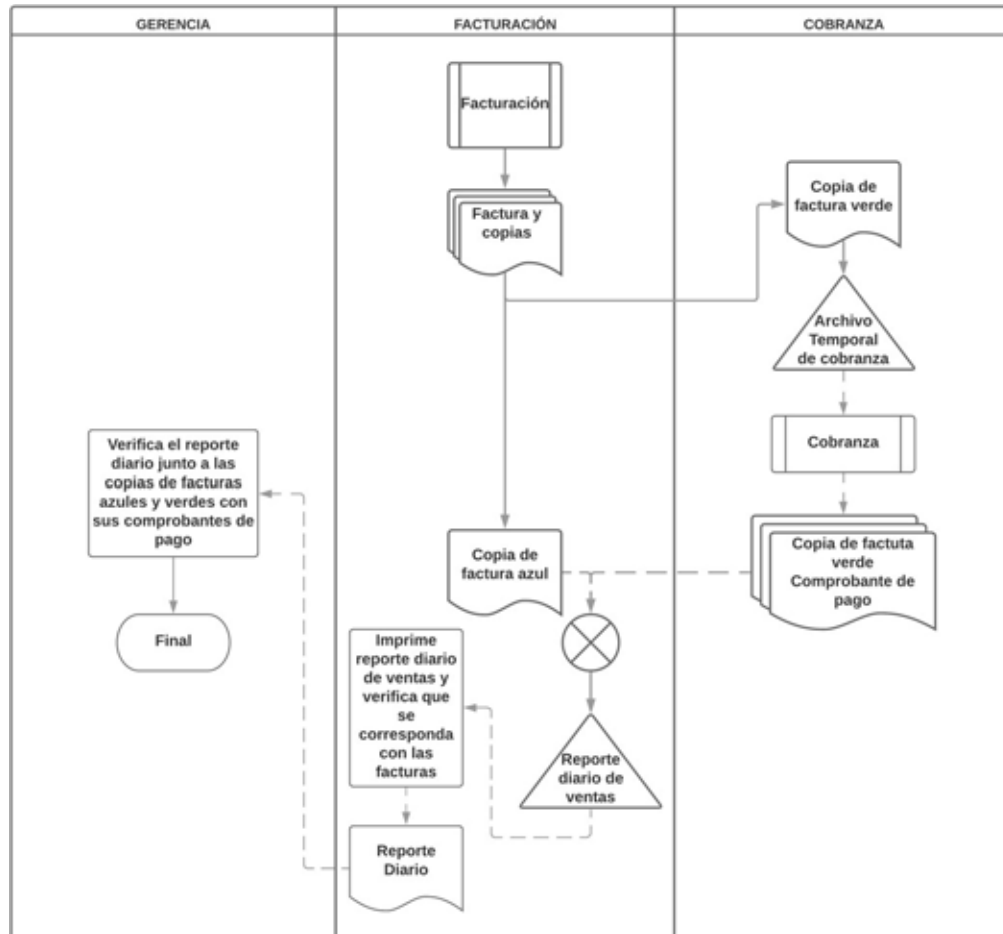 GERENCIA
FACTURACIÓN
COBRANZA
Facturación
Factura y
copias
Copia de
factura verde
Archivo
Temporal
de cobranza
Cobranza
Verifica el reporte
diario junto a las
copias de facturas
azules y verdes con
sus comprobantes de
pago
Copia de
factura azul
Copia de factuta
verde
Comprobante de
pago
Final
Imprime
reporte diario
de ventas y
verifica que
se
corresponda
con las
facturas
Reporte
diario de
ventas
Reporte
Diario